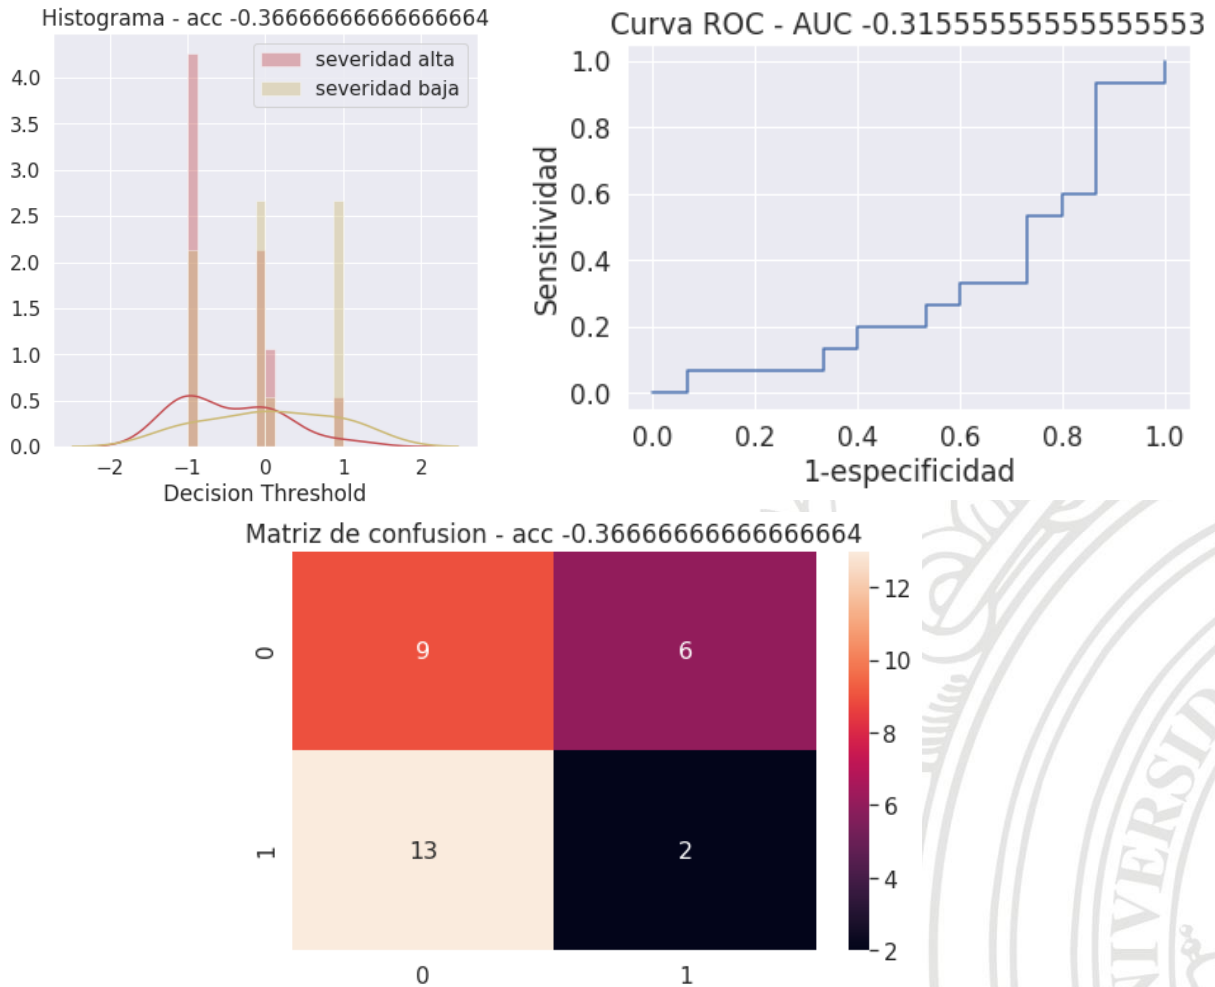 Histograma - acc -0.36666666666666664
severidad alta
severidad baja
4.0
3.5
3.0
2.5
2.0
1.5
1.0
0.5
0.0
−2 −1 0 1 2
Decision Threshold
Curva ROC - AUC -0.31555555555555553
Sensitividad
1.0
0.8
0.6
0.4
0.2
0.0
0.0 0.2 0.4 0.6 0.8 1.0
1-especificidad
Matriz de confusion - acc -0.36666666666666664
0
9 6
1
13 2
0 1
12
10
8
6
4
2
NIVERSID